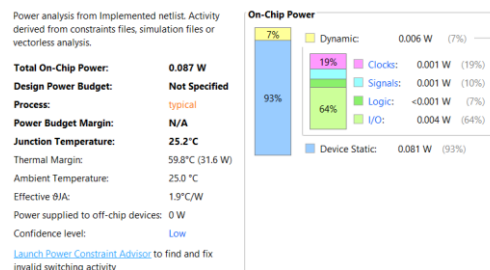 Power analysis from Implemented netlist. Activity
derived from constraints files, simulation files or
vectorless analysis.
Total On-Chip Power: 0.087 W
Design Power Budget: Not Specified
Process: typical
Power Budget Margin: N/A
Junction Temperature: 25.2°C
Thermal Margin: 59.8°C (31.6 W)
Ambient Temperature: 25.0 °C
Effective ϑJA: 1.9°C/W
Power supplied to off-chip devices: 0 W
Confidence level: Low
Launch Power Constraint Advisor to find and fix
invalid switching activity
On-Chip Power
7%
93%
Dynamic: 0.006 W (7%)
19%
64%
Clocks: 0.001 W (19%)
Signals: 0.001 W (10%)
Logic: <0.001 W (7%)
I/O: 0.004 W (64%)
Device Static: 0.081 W (93%)